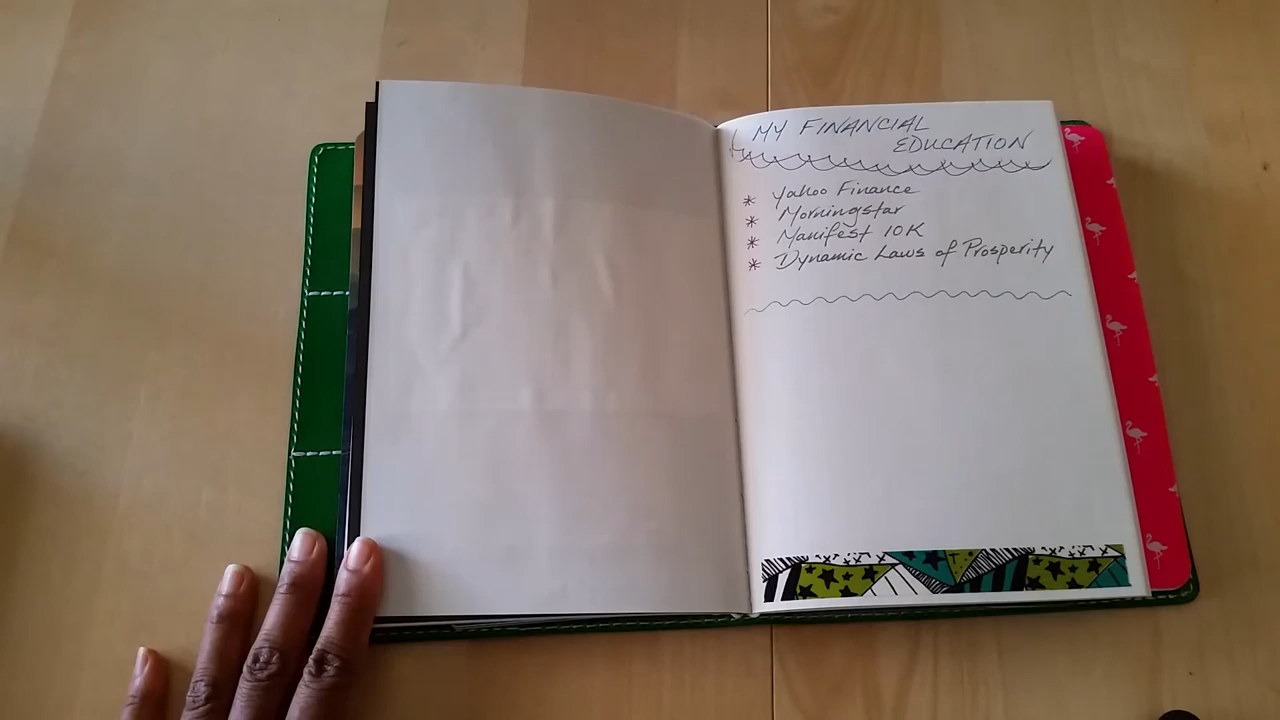 MY FINANCIAL
EDUCATION
* Yahoo Finance
* Morningstar
* Manifest 10K
* Dynamic Laws of Prosperity